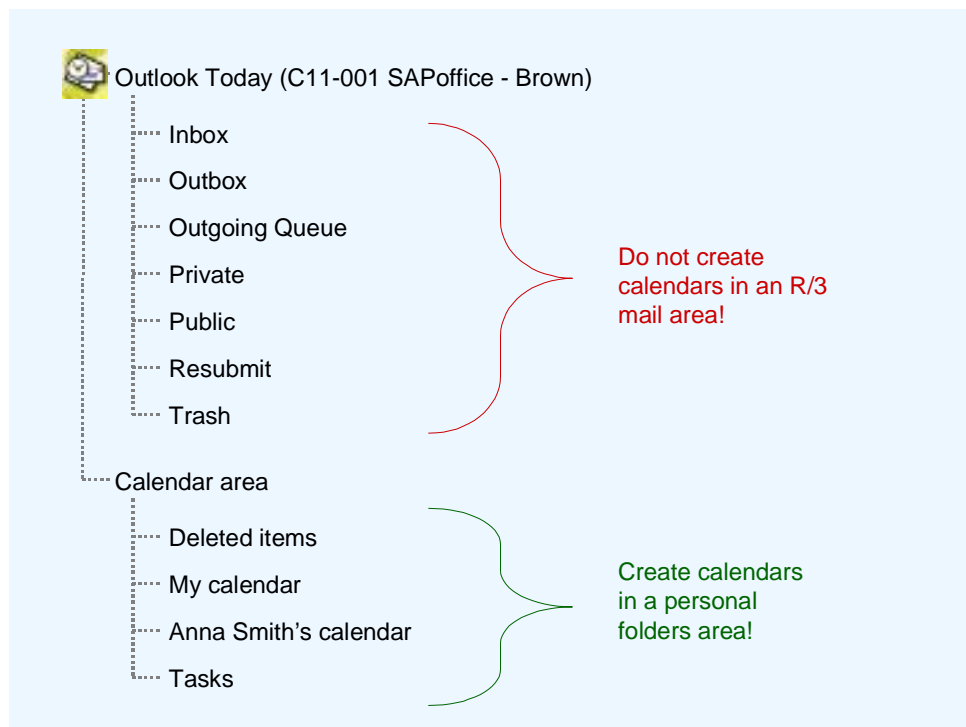 Outlook Today (C11-001 SAPoffice - Brown)
Inbox
Outbox
Outgoing Queue
Private
Public
Resubmit
Trash
Do not create
calendars in an R/3
mail area!
Calendar area
Deleted items
My calendar
Anna Smith’s calendar
Tasks
Create calendars
in a personal
folders area!